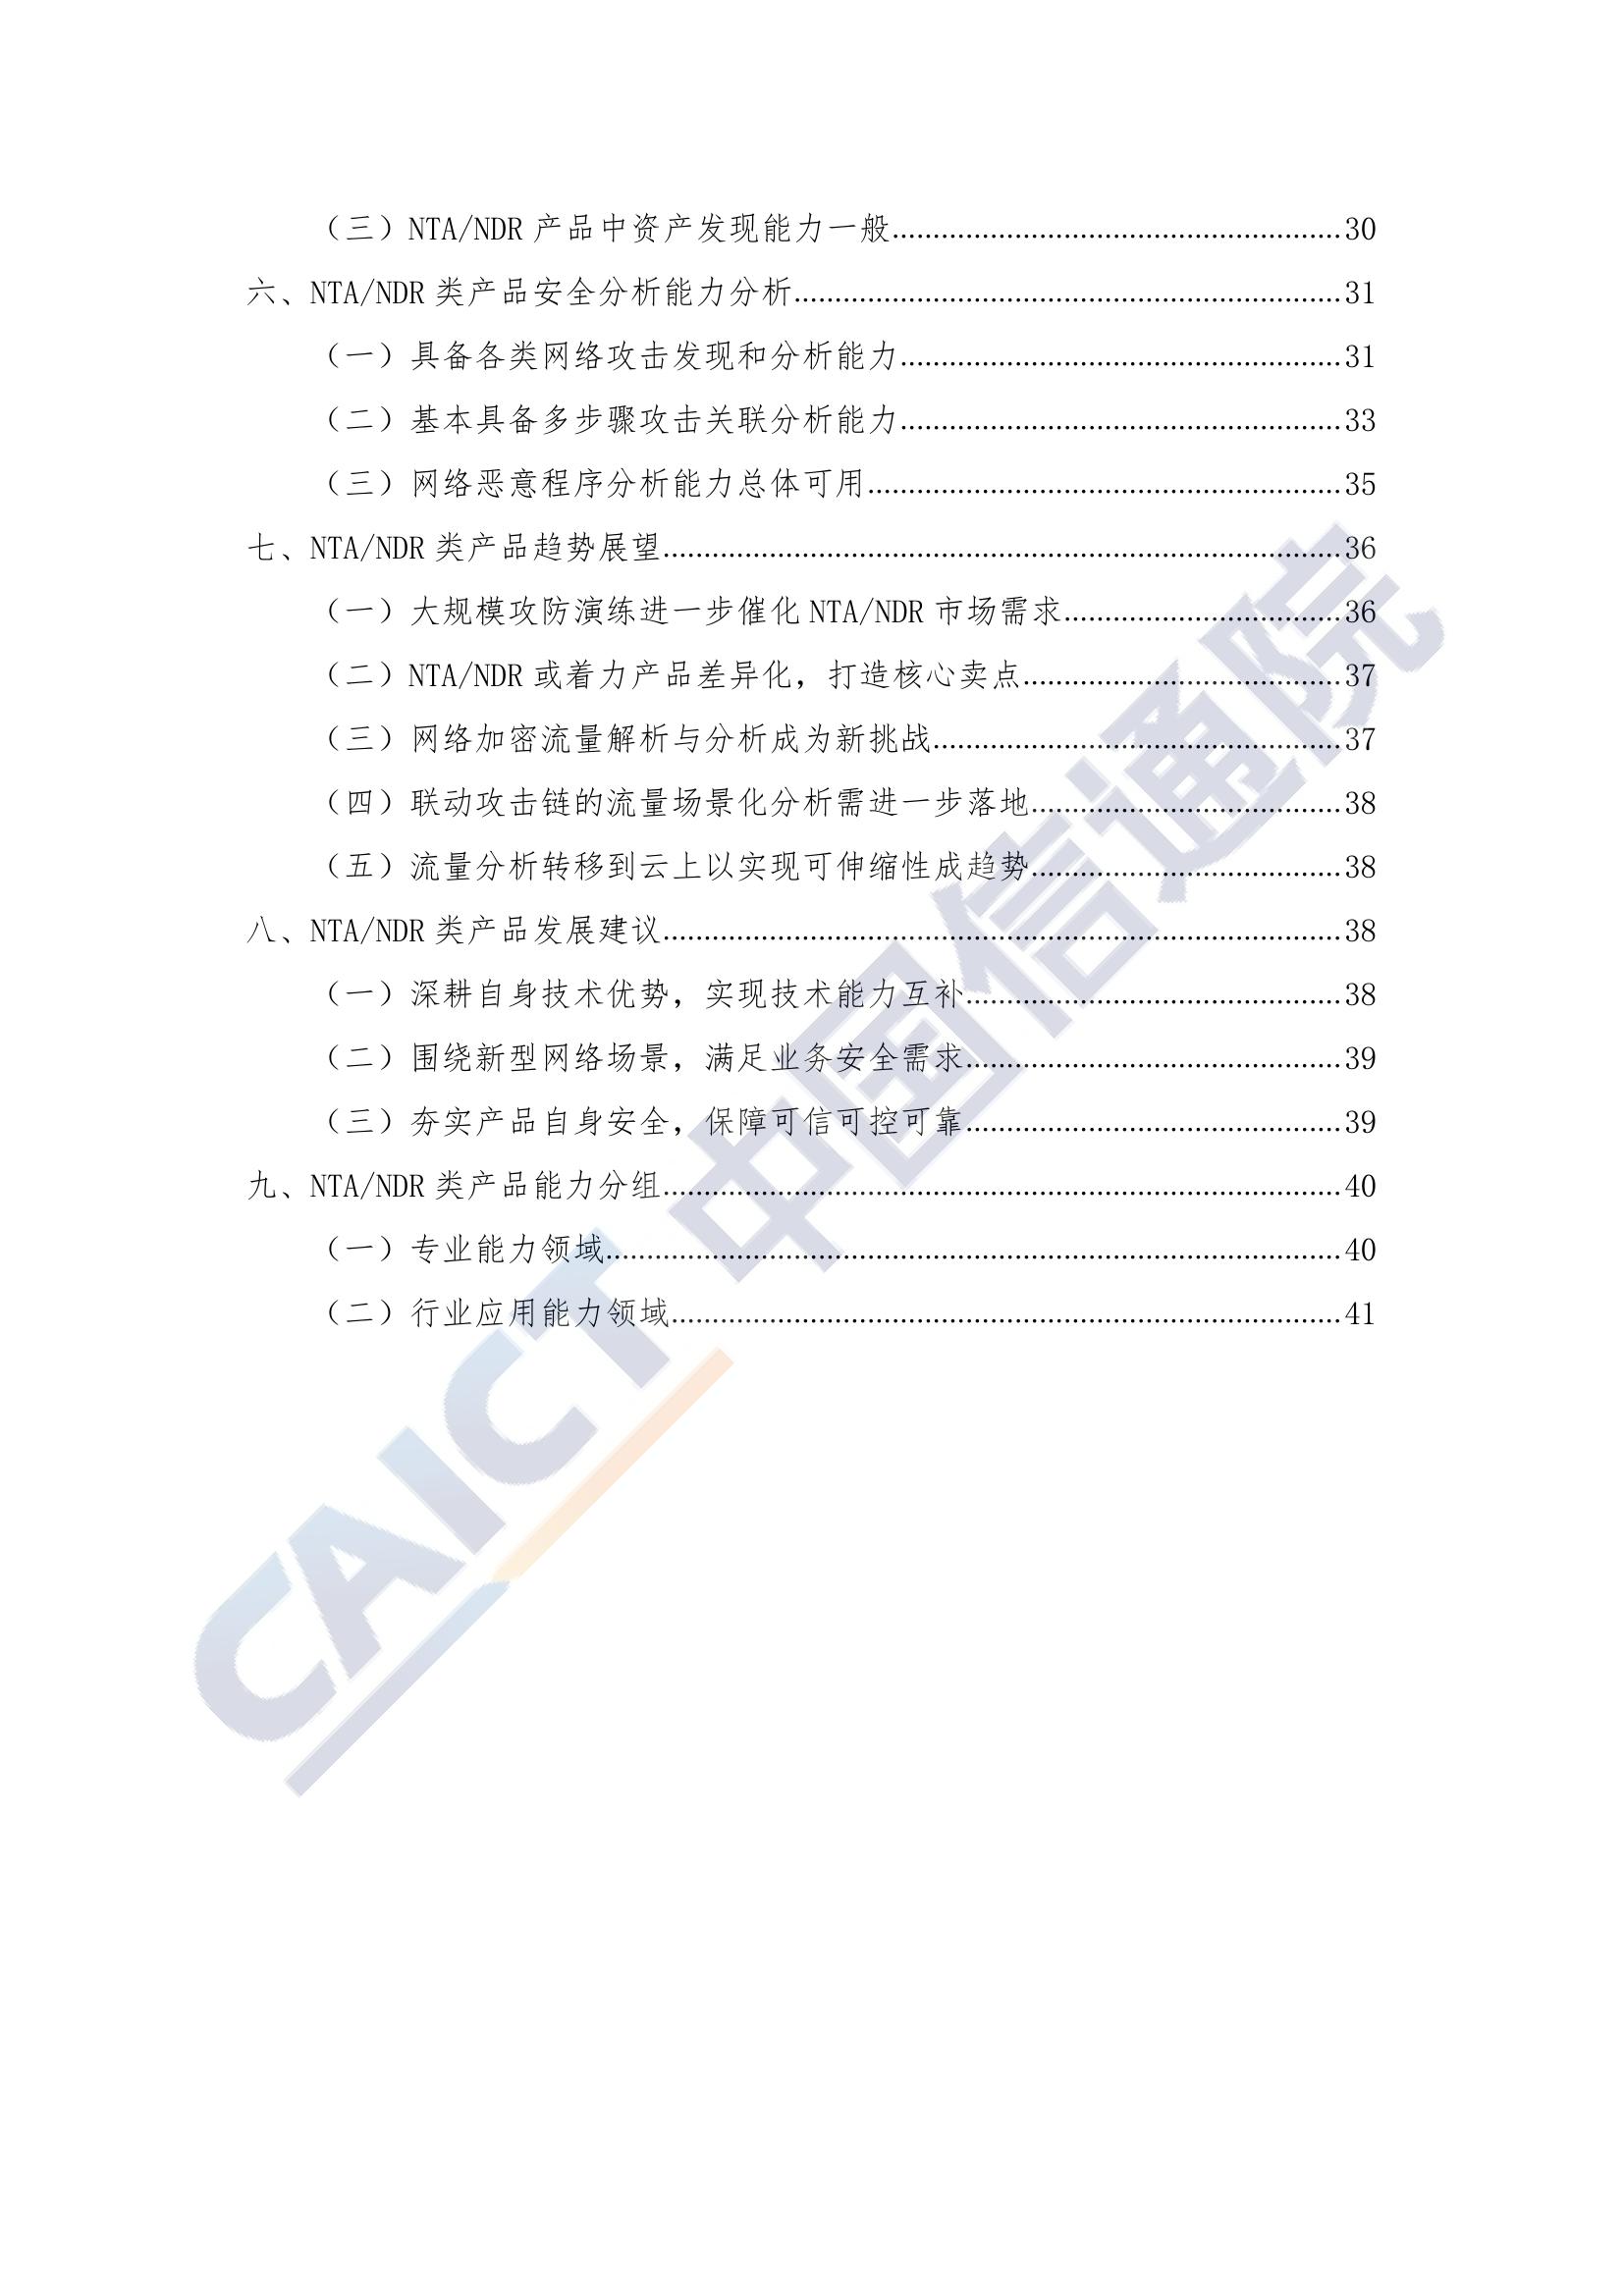 （三）NTA/NDR 产品中资产发现能力一般........................................................30
六、NTA/NDR 类产品安全分析能力分析....................................................................31
（一）具备各类网络攻击发现和分析能力.......................................................31
（二）基本具备多步骤攻击关联分析能力.......................................................33
（三）网络恶意程序分析能力总体可用...........................................................35
七、NTA/NDR 类产品趋势展望....................................................................................36
（一）大规模攻防演练进一步催化 NTA/NDR 市场需求...................................36
（二）NTA/NDR 或着力产品差异化，打造核心卖点........................................37
（三）网络加密流量解析与分析成为新挑战...................................................37
（四）联动攻击链的流量场景化分析需进一步落地.......................................38
（五）流量分析转移到云上以实现可伸缩性成趋势.......................................38
八、NTA/NDR 类产品发展建议....................................................................................38
（一）深耕自身技术优势，实现技术能力互补...............................................38
（二）围绕新型网络场景，满足业务安全需求...............................................39
（三）夯实产品自身安全，保障可信可控可靠...............................................39
九、NTA/NDR 类产品能力分组....................................................................................40
（一）专业能力领域...........................................................................................40
（二）行业应用能力领域...................................................................................41
CAICT 中国信通院